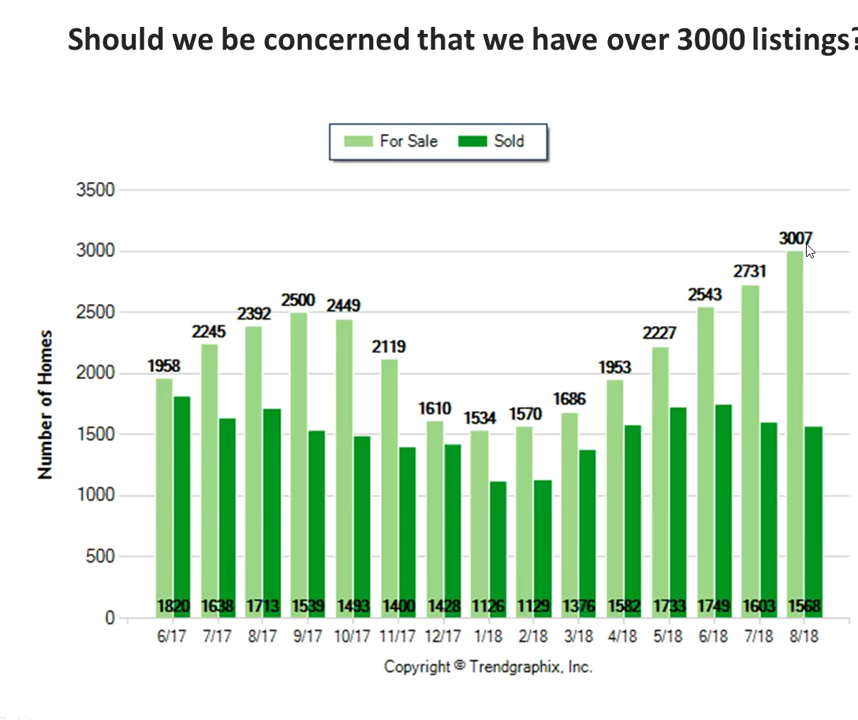 Should we be concerned that we have over 3000 listings?
For Sale Sold
3500
3000
2500
2000
1500
1000
500
0
Number of Homes
1958 2245 2392 2500 2449 2119 1610 1534 1570 1686 1953 2227 2543 2731 3007
1820 1638 1713 1539 1493 1400 1428 1126 1129 1376 1582 1733 1749 1603 1568
6/17 7/17 8/17 9/17 10/17 11/17 12/17 1/18 2/18 3/18 4/18 5/18 6/18 7/18 8/18
Copyright © Trendgraphix, Inc.